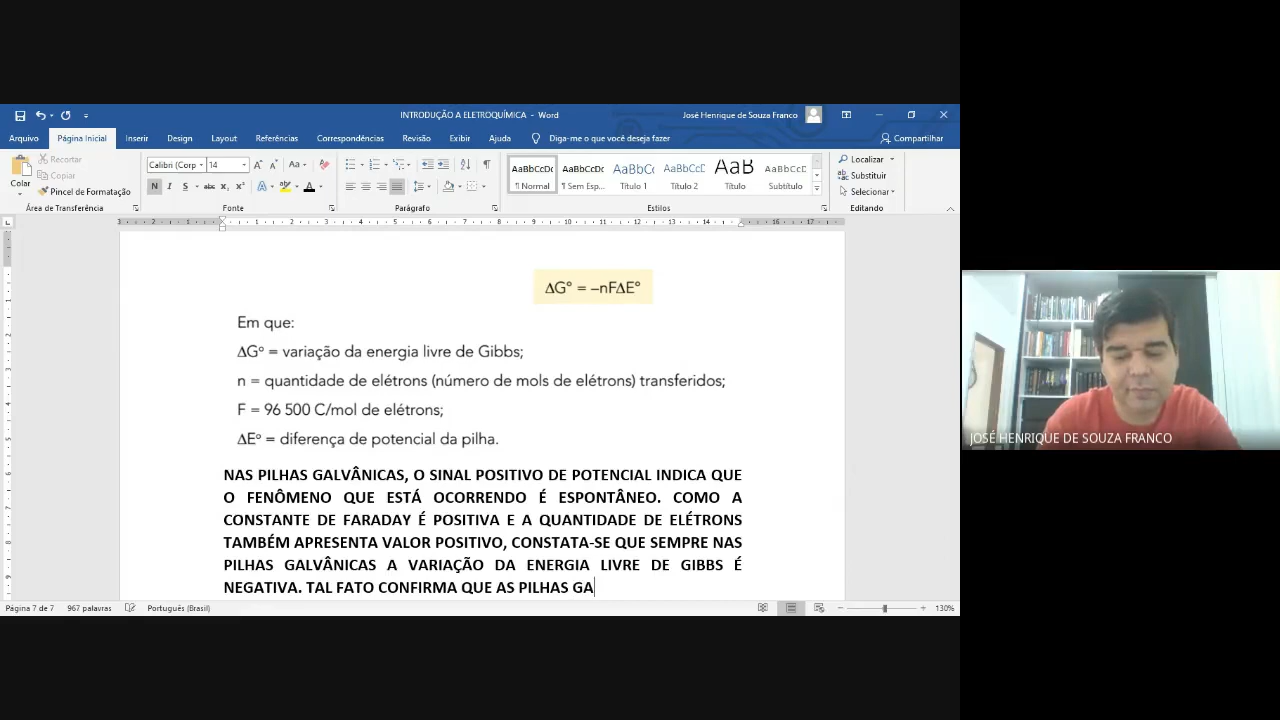 INTRODUÇÃO A ELETROQUÍMICA - Word
José Henrique de Souza Franco
Arquivo Página Inicial Inserir Design Layout Referências Correspondências Revisão Exibir Ajuda Diga-me o que você deseja fazer Compartilhar
Colar
Recortar
Copiar
Pincel de Formatação
Área de Transferência
Calibri (Corp 14
Fonte
Parágrafo
AaBbCcDc AaBbCcDc AaBbCc AaBbCcD AaB AaBbCcD
¶ Normal ¶ Sem Esp... Título 1 Título 2 Título Subtítulo
Estilos
Localizar
Substituir
Selecionar
Editando
ΔG° = –nFΔE°
Em que:
ΔG° = variação da energia livre de Gibbs;
n = quantidade de elétrons (número de mols de elétrons) transferidos;
F = 96 500 C/mol de elétrons;
ΔE° = diferença de potencial da pilha.
NAS PILHAS GALVÂNICAS, O SINAL POSITIVO DE POTENCIAL INDICA QUE
O FENÔMENO QUE ESTÁ OCORRENDO É ESPONTÂNEO. COMO A
CONSTANTE DE FARADAY É POSITIVA E A QUANTIDADE DE ELÉTRONS
TAMBÉM APRESENTA VALOR POSITIVO, CONSTATA-SE QUE SEMPRE NAS
PILHAS GALVÂNICAS A VARIAÇÃO DA ENERGIA LIVRE DE GIBBS É
NEGATIVA. TAL FATO CONFIRMA QUE AS PILHAS GA
Página 7 de 7 967 palavras Português (Brasil) 130%
JOSÉ HENRIQUE DE SOUZA FRANCO